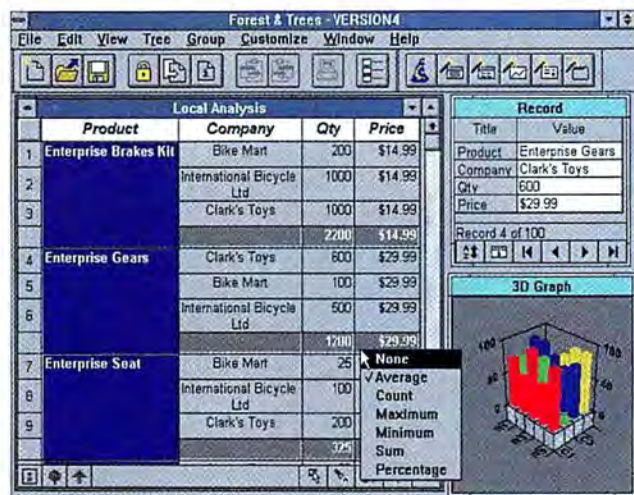 Forest & Trees - VERSION4
File Edit View Tree Group Customize Window Help
Local Analysis
Product Company Qty Price
1 Enterprise Brakes Kit Bike Mart 200 $14.99
2 International Bicycle Ltd 1000 $14.99
3 Clark's Toys 1000 $14.99
2200 $14.99
4 Enterprise Gears Clark's Toys 600 $29.99
5 Bike Mart 100 $29.99
6 International Bicycle Ltd 500 $29.99
1200 $29.99
7 Enterprise Seat Bike Mart 25
8 International Bicycle Ltd 100
9 Clark's Toys 200
325
None
Average
Count
Maximum
Minimum
Sum
Percentage
Record
Title Value
Product Enterprise Gears
Company Clark's Toys
Qty 600
Price $29.99
Record 4 of 100
3D Graph
100 100